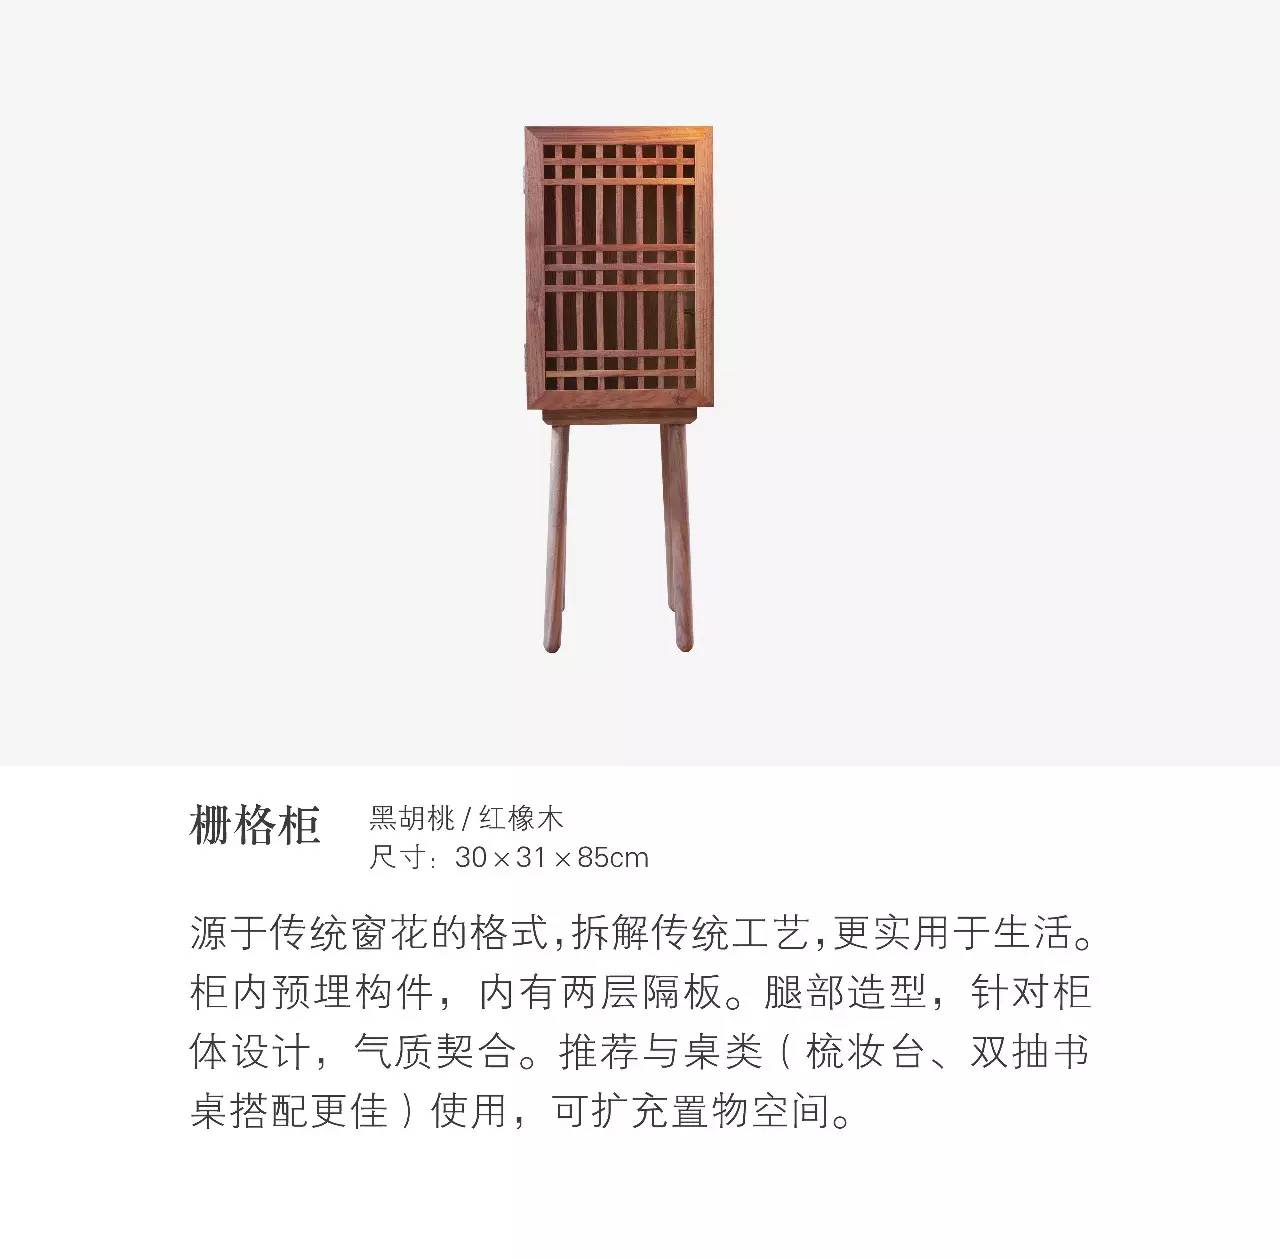 栅格柜
黑胡桃 / 红橡木
尺寸：30×31×85cm
源于传统窗花的格式，拆解传统工艺，更实用于生活。
柜内预埋构件，内有两层隔板。腿部造型，针对柜
体设计，气质契合。推荐与桌类（梳妆台、双抽书
桌搭配更佳）使用，可扩充置物空间。